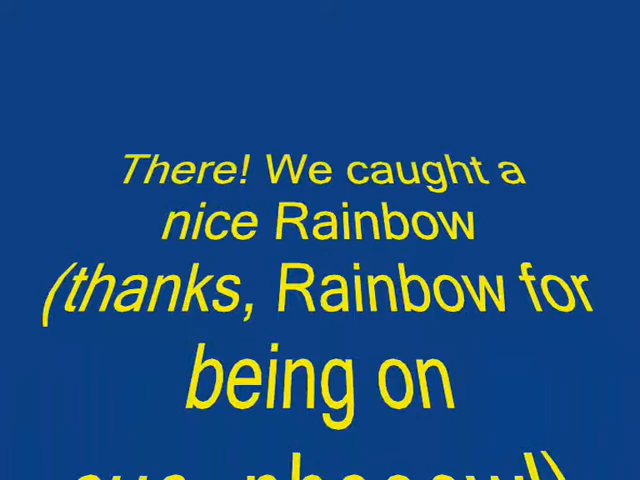 There! We caught a
nice Rainbow
(thanks, Rainbow for
being on